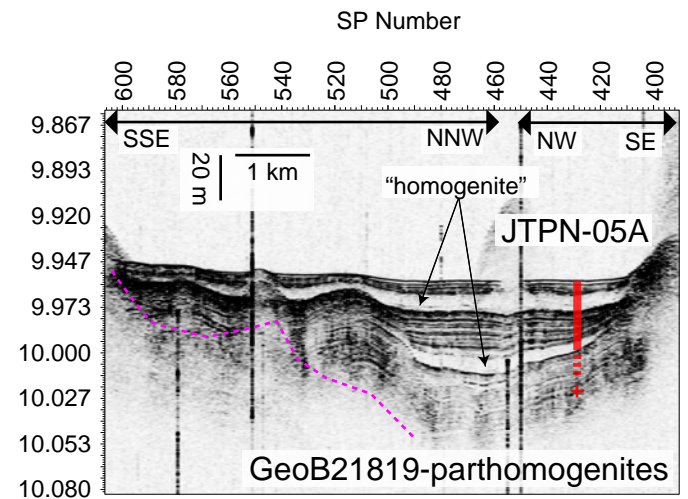 SP Number
600 580 560 540 520 500 480 460 440 420 400
9.867
SSE NNW NW SE
9.893
20 m 1 km
"homogenite"
9.920
JTPN-05A
9.947
9.973
10.000
10.027
10.053
GeoB21819-parthomogenites
10.080